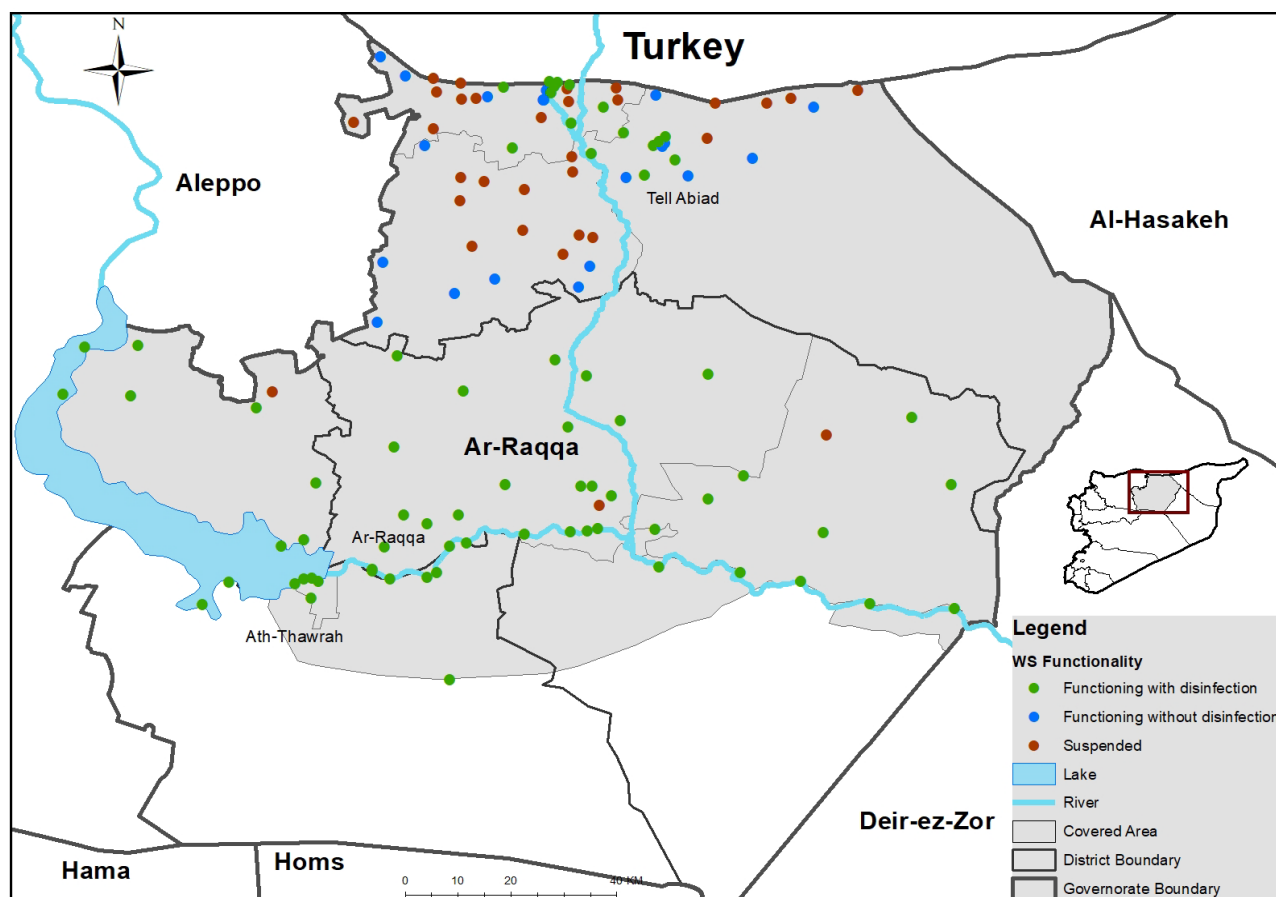 N
Turkey
Aleppo
Tell Abiad
Al-Hasakeh
Ar-Raqqa
Ar-Raqqa
Ath-Thawrah
Deir-ez-Zor
Hama
Homs
0 10 20 40 KM
Legend
WS Functionality
Functioning with disinfection
Functioning without disinfection
Suspended
Lake
River
Covered Area
District Boundary
Governorate Boundary